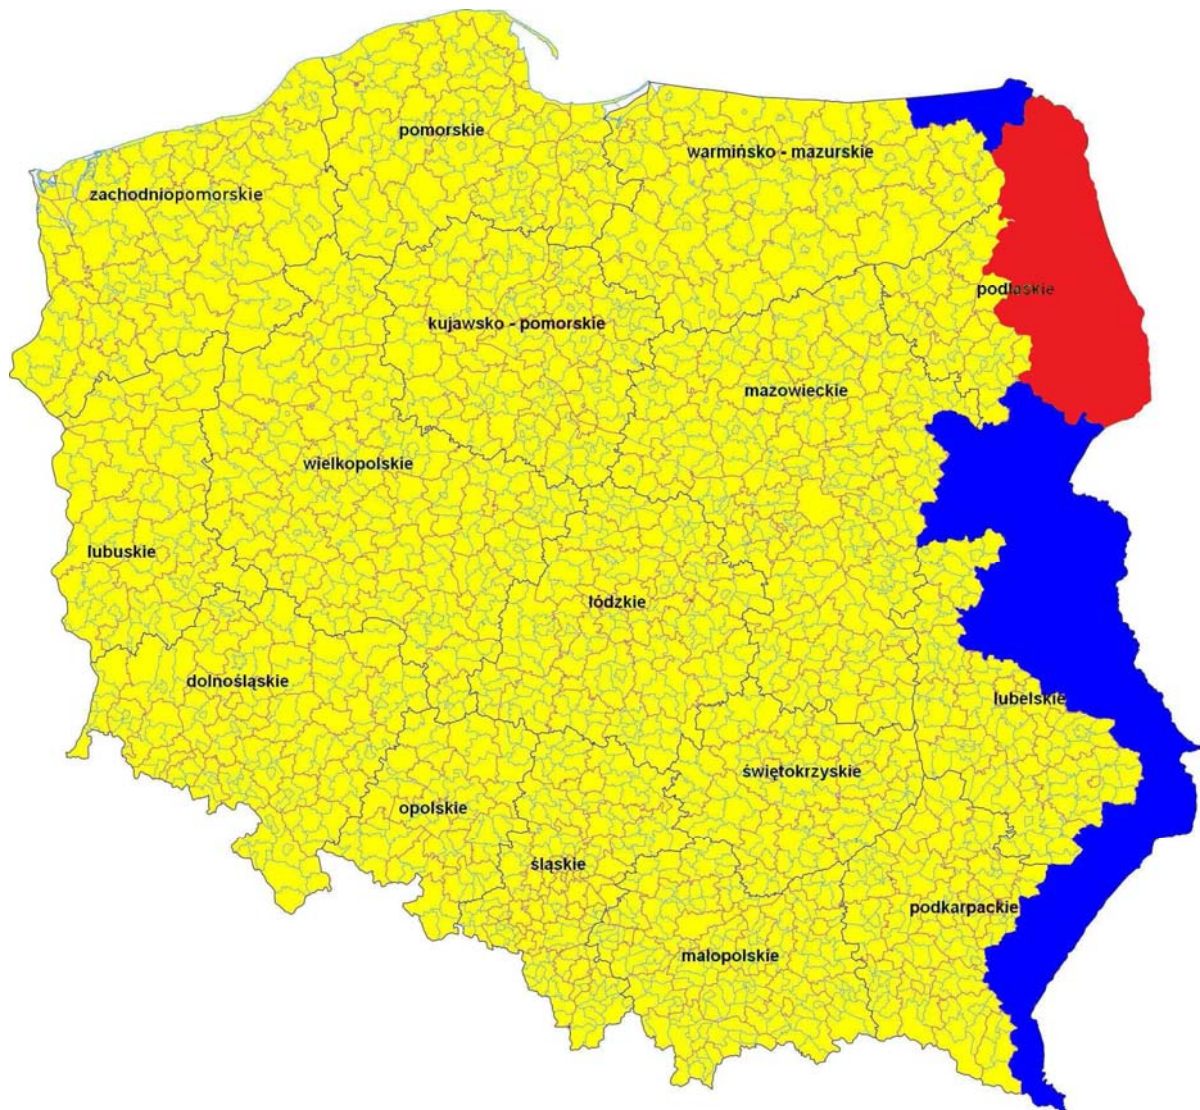 pomorskie
warmińsko - mazurskie
zachodniopomorskie
podlaskie
kujawsko - pomorskie
mazowieckie
wielkopolskie
lubuskie
łódzkie
dolnośląskie
lubelskie
świętokrzyskie
opolskie
śląskie
podkarpackie
małopolskie